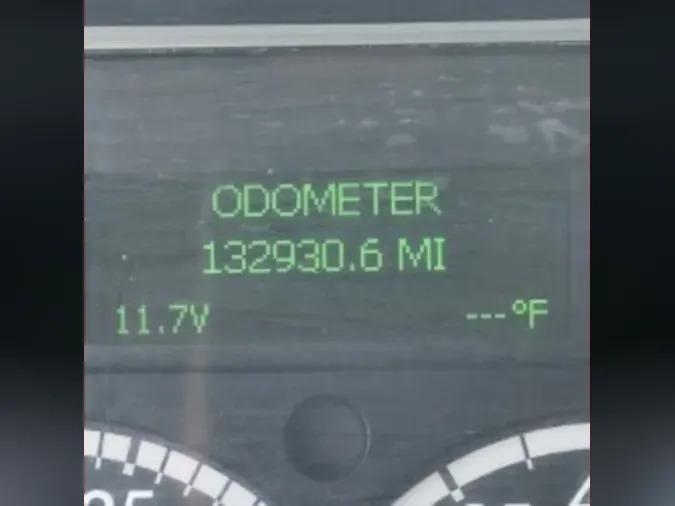 ODOMETER
132930.6 MI
11.7V ---°F